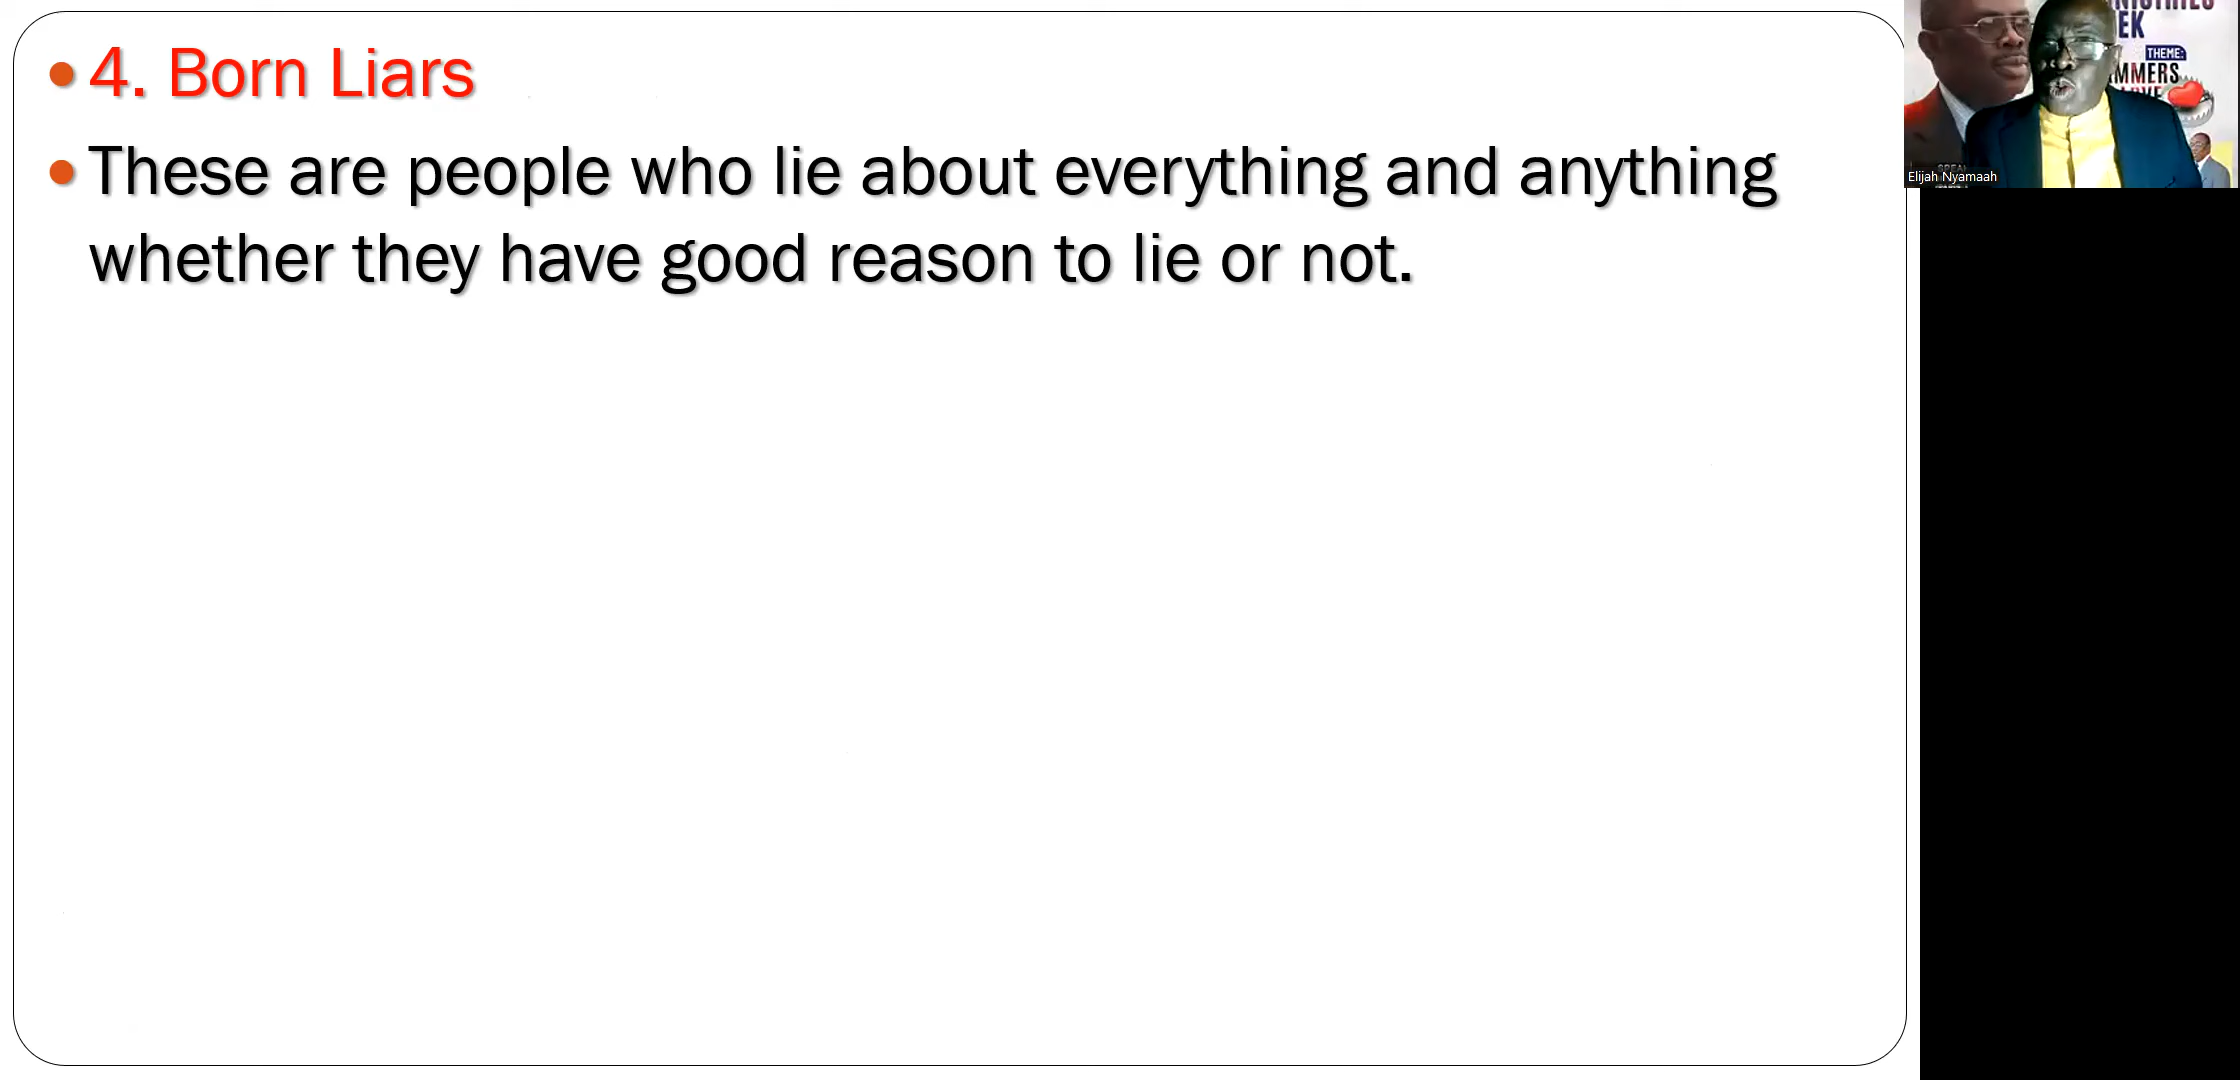 4. Born Liars
These are people who lie about everything and anything
whether they have good reason to lie or not.
EK
THEME:
Elijah Nyamaah